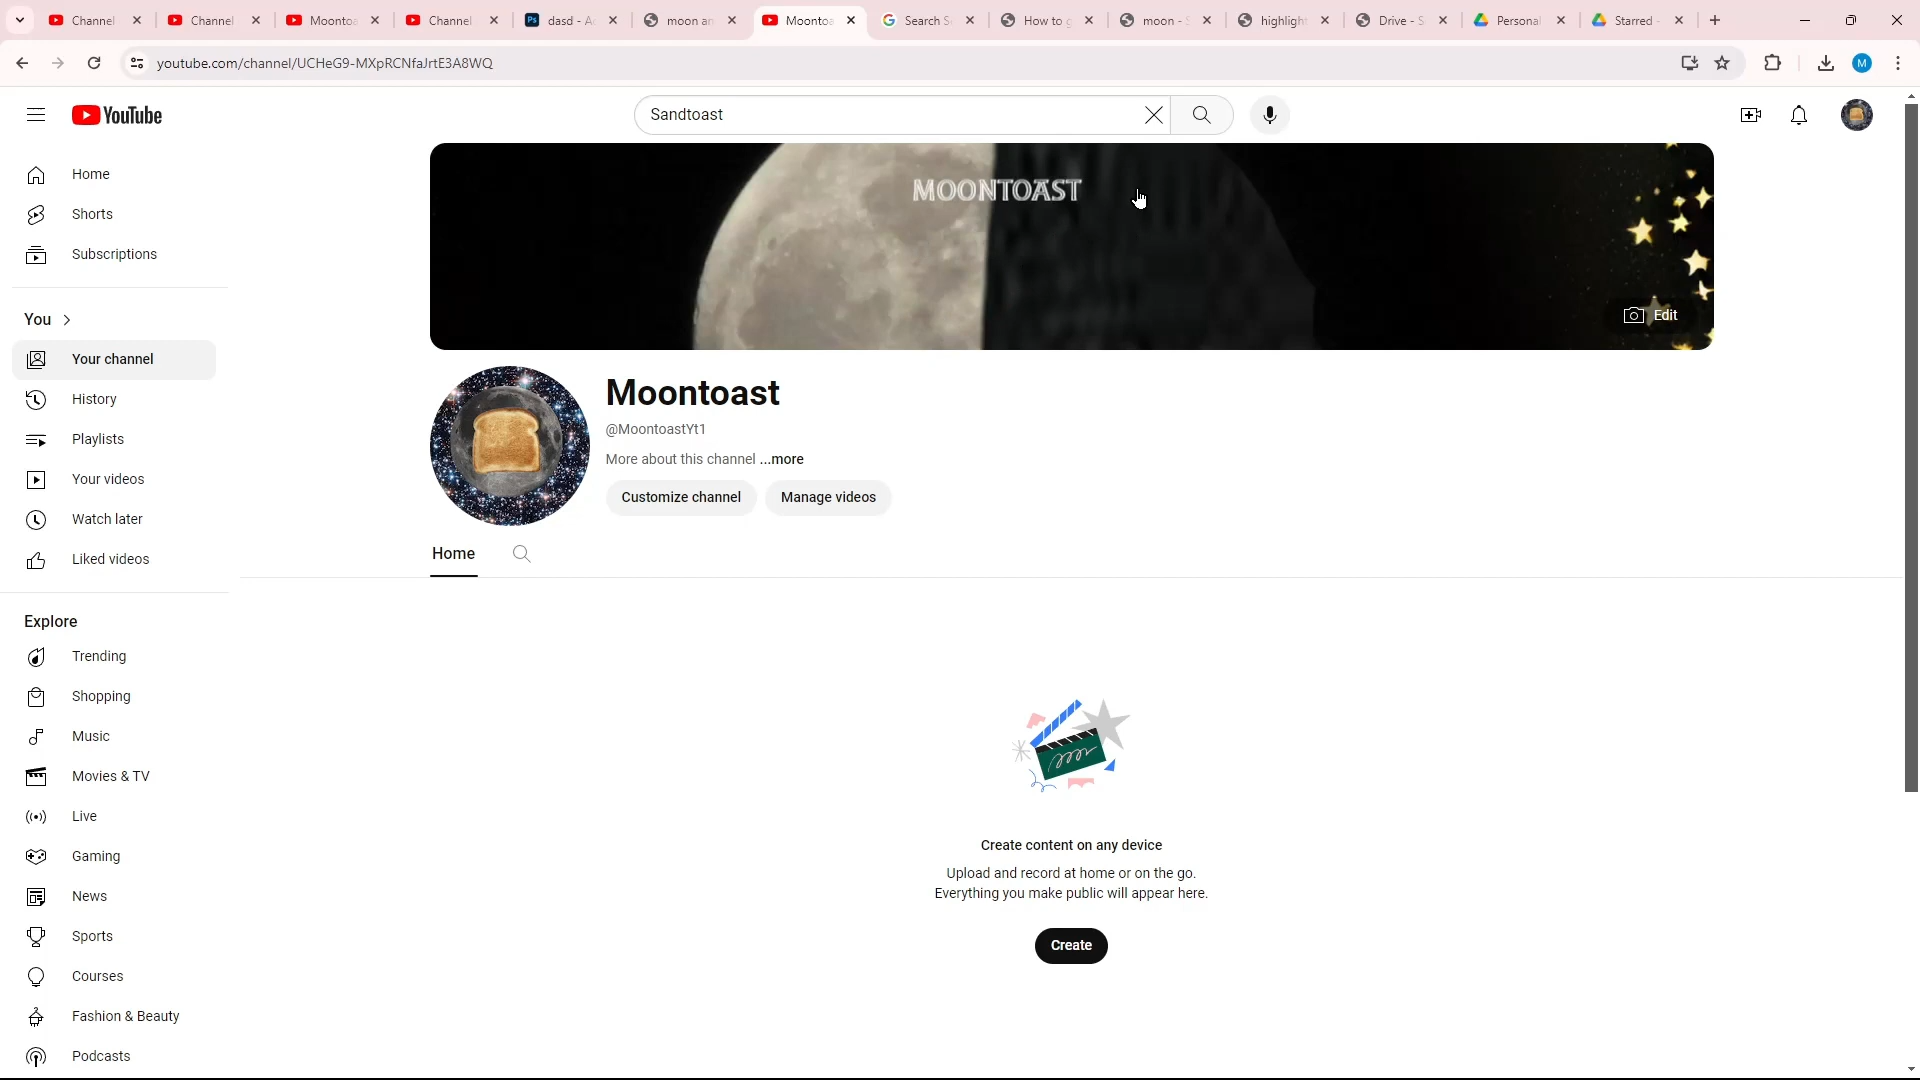 Channel
Channel
Moontoa
Channel
Ps
dasd - A
moon an
Moontoa
Search S
How to g
moon - S
highligh
Drive - S
Personal
Starred -
youtube.com/channel/UCHeG9-MXpRCNfaJrtE3A8WQ
M
YouTube
Sandtoast
Home
Shorts
Subscriptions
You
Your channel
History
Playlists
Your videos
Watch later
Liked videos
Explore
Trending
Shopping
Music
Movies & TV
Live
Gaming
News
Sports
Courses
Fashion & Beauty
Podcasts
MOONTOAST
Edit
Moontoast
@MoontoastYt1
More about this channel ...more
Customize channel
Manage videos
Home
Create content on any device
Upload and record at home or on the go.
Everything you make public will appear here.
Create